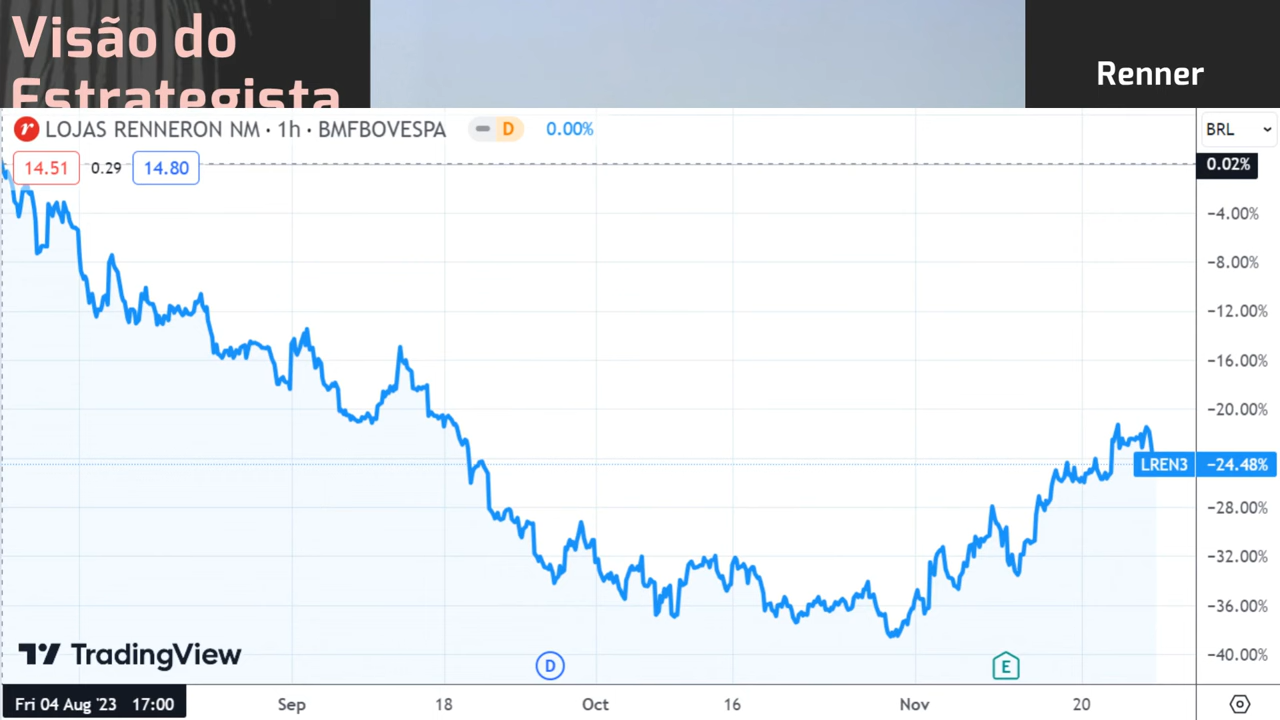 Visão do
Estrategista
Renner
LOJAS RENNERON NM · 1h · BMFBOVESPA
D
0.00%
BRL
14.51
0.29
14.80
0.02%
−4.00%
−8.00%
−12.00%
−16.00%
−20.00%
LREN3
−24.48%
−28.00%
−32.00%
−36.00%
−40.00%
TradingView
D
E
Fri 04 Aug '23 17:00
Sep
18
Oct
16
Nov
20